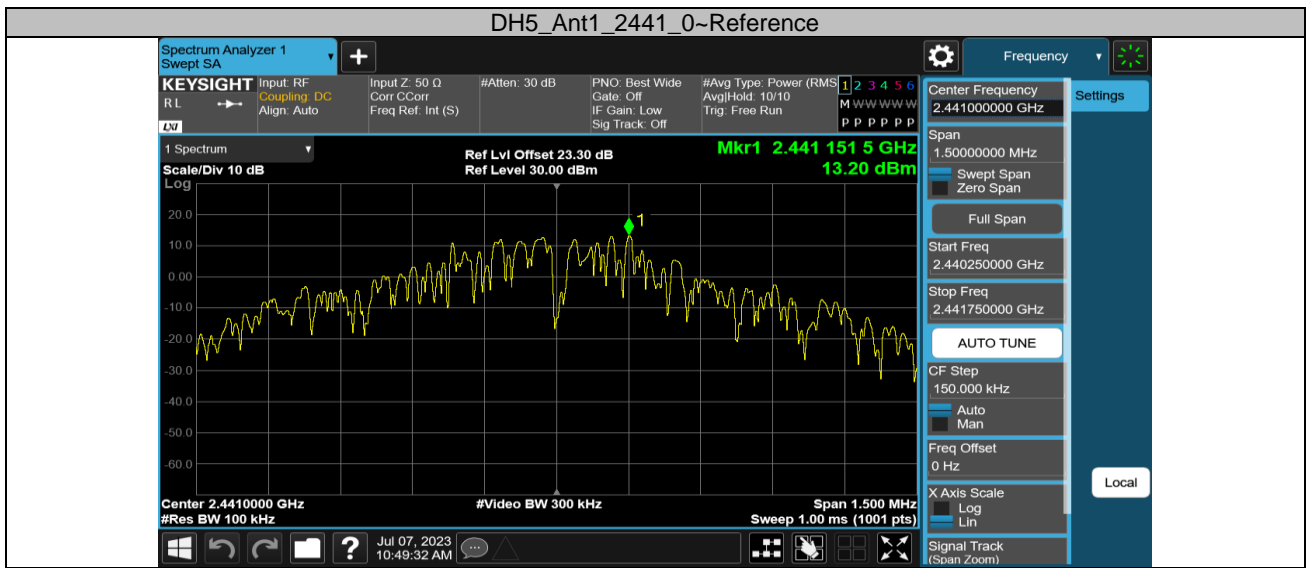 DH5_Ant1_2441_0~Reference
Spectrum Analyzer 1
Swept SA
Frequency
KEYSIGHT
R L
LXI
Input: RF
Coupling: DC
Align: Auto
Input Z: 50 Ω
Corr CCorr
Freq Ref: Int (S)
#Atten: 30 dB
PNO: Best Wide
Gate: Off
IF Gain: Low
Sig Track: Off
#Avg Type: Power (RMS
Avg|Hold: 10/10
Trig: Free Run
1 2 3 4 5 6
M W W W W W
P P P P P P
1 Spectrum
Scale/Div 10 dB
Log
Ref Lvl Offset 23.30 dB
Ref Level 30.00 dBm
Mkr1 2.441 151 5 GHz
13.20 dBm
1
20.0
10.0
0.00
-10.0
-20.0
-30.0
-40.0
-50.0
-60.0
Center 2.4410000 GHz
#Res BW 100 kHz
#Video BW 300 kHz
Span 1.500 MHz
Sweep 1.00 ms (1001 pts)
Center Frequency
2.441000000 GHz
Span
1.50000000 MHz
Swept Span
Zero Span
Full Span
Start Freq
2.440250000 GHz
Stop Freq
2.441750000 GHz
AUTO TUNE
CF Step
150.000 kHz
Auto
Man
Freq Offset
0 Hz
X Axis Scale
Log
Lin
Signal Track
(Span Zoom)
Settings
Local
?
Jul 07, 2023
10:49:32 AM